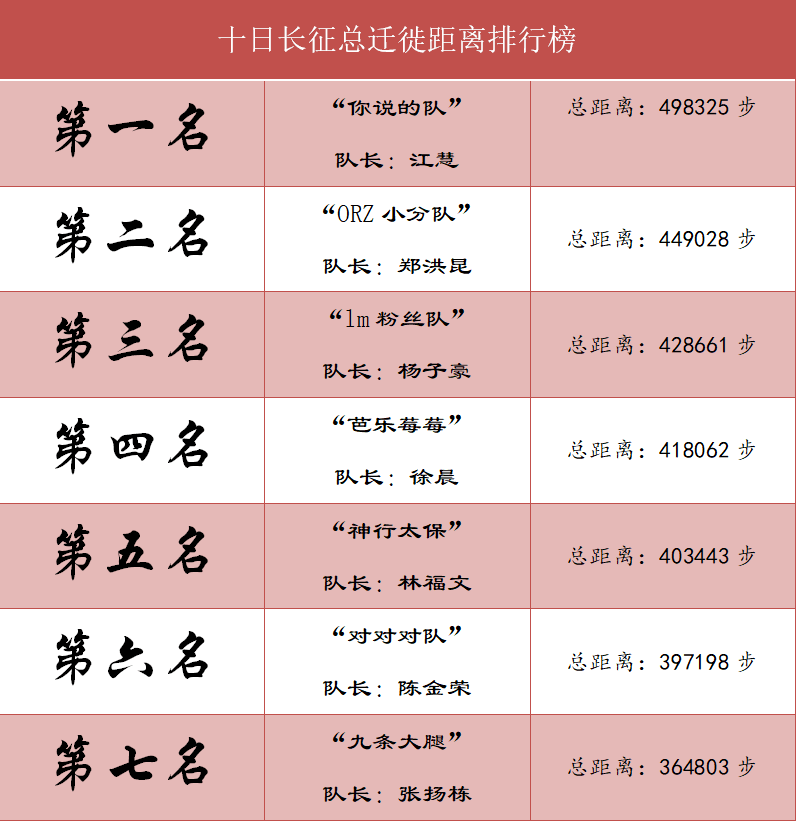 十日长征总迁徙距离排行榜
第一名
“你说的队”
队长：江慧
总距离：498325 步
第二名
“ORZ 小分队”
队长：郑洪昆
总距离：449028 步
第三名
“lm 粉丝队”
队长：杨子豪
总距离：428661 步
第四名
“芭乐莓莓”
队长：徐晨
总距离：418062 步
第五名
“神行太保”
队长：林福文
总距离：403443 步
第六名
“对对对队”
队长：陈金荣
总距离：397198 步
第七名
“九条大腿”
队长：张扬栋
总距离：364803 步